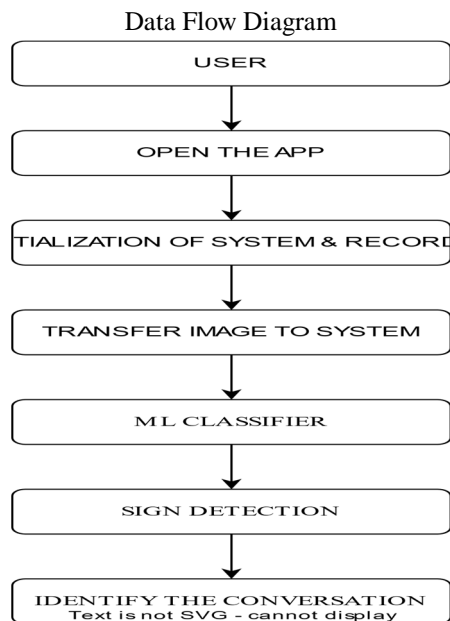 Data Flow Diagram
USER
OPEN THE APP
TIALIZATION OF SYSTEM & RECORD
TRANSFER IMAGE TO SYSTEM
ML CLASSIFIER
SIGN DETECTION
IDENTIFY THE CONVERSATION
Text is not SVG - cannot display